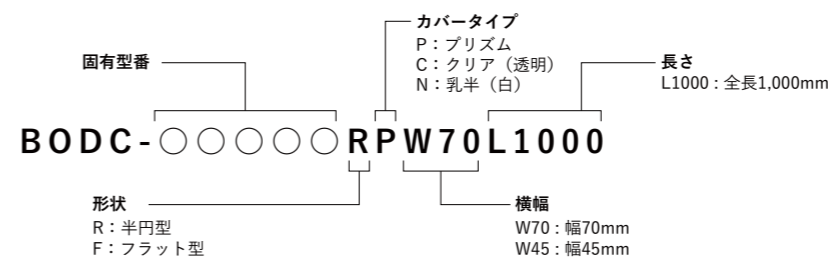 カバータイプ
P：プリズム
C：クリア（透明）
N：乳半（白）
固有型番
長さ
L1000 : 全長1,000mm
BODC-○○○○○RPW70L1000
形状
R：半円型
F：フラット型
横幅
W70 : 幅70mm
W45 : 幅45mm